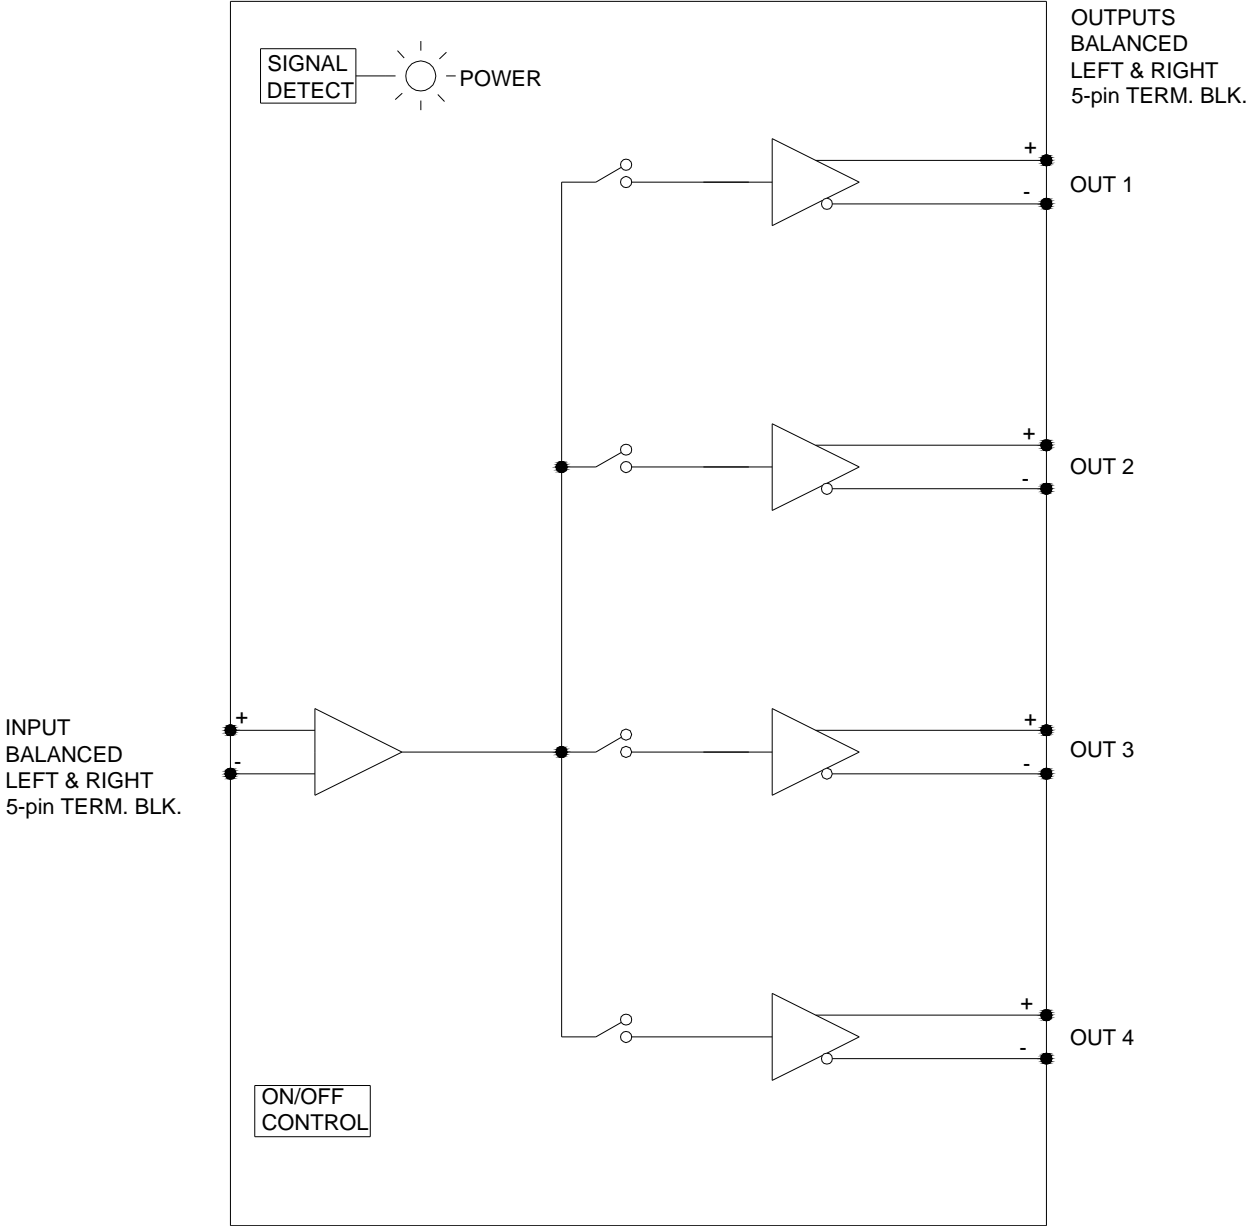 OUTPUTS
BALANCED
LEFT & RIGHT
5-pin TERM. BLK.
SIGNAL
DETECT
POWER
+
-
OUT 1
+
-
OUT 2
INPUT
BALANCED
LEFT & RIGHT
5-pin TERM. BLK.
+
-
+
-
OUT 3
+
-
OUT 4
ON/OFF
CONTROL